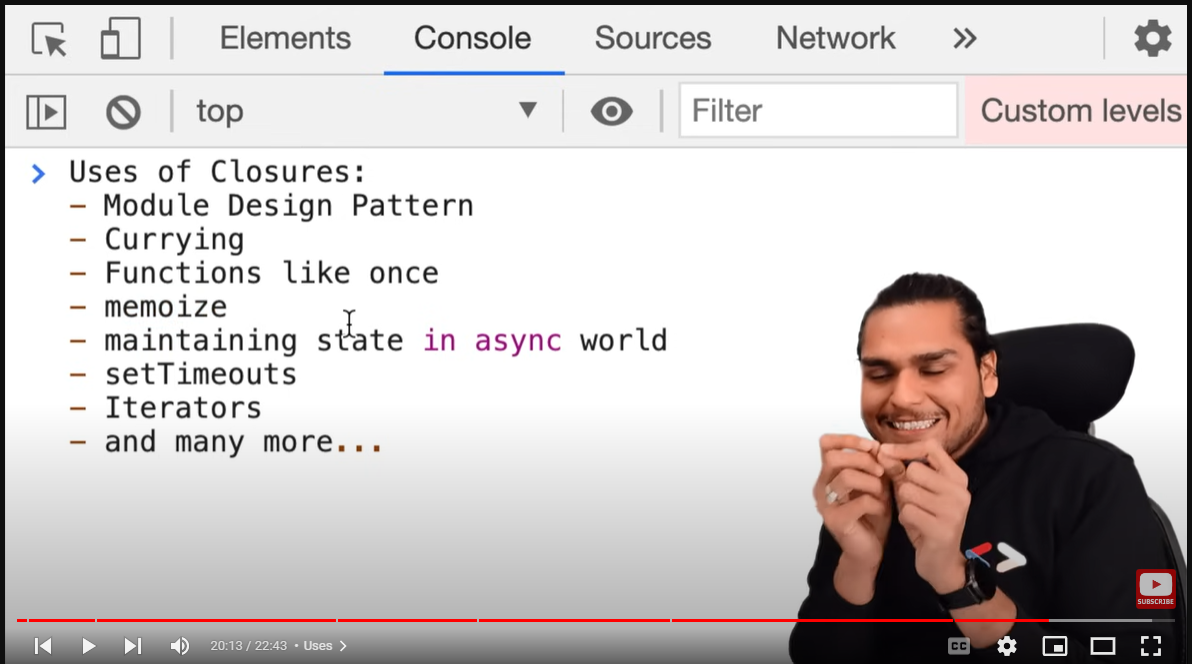 Elements Console Sources Network
top Filter Custom levels
Uses of Closures:
- Module Design Pattern
- Currying
- Functions like once
- memoize
- maintaining state in async world
- setTimeouts
- Iterators
- and many more...
SUBSCRIBE
20:13 / 22:43 • Uses
CC